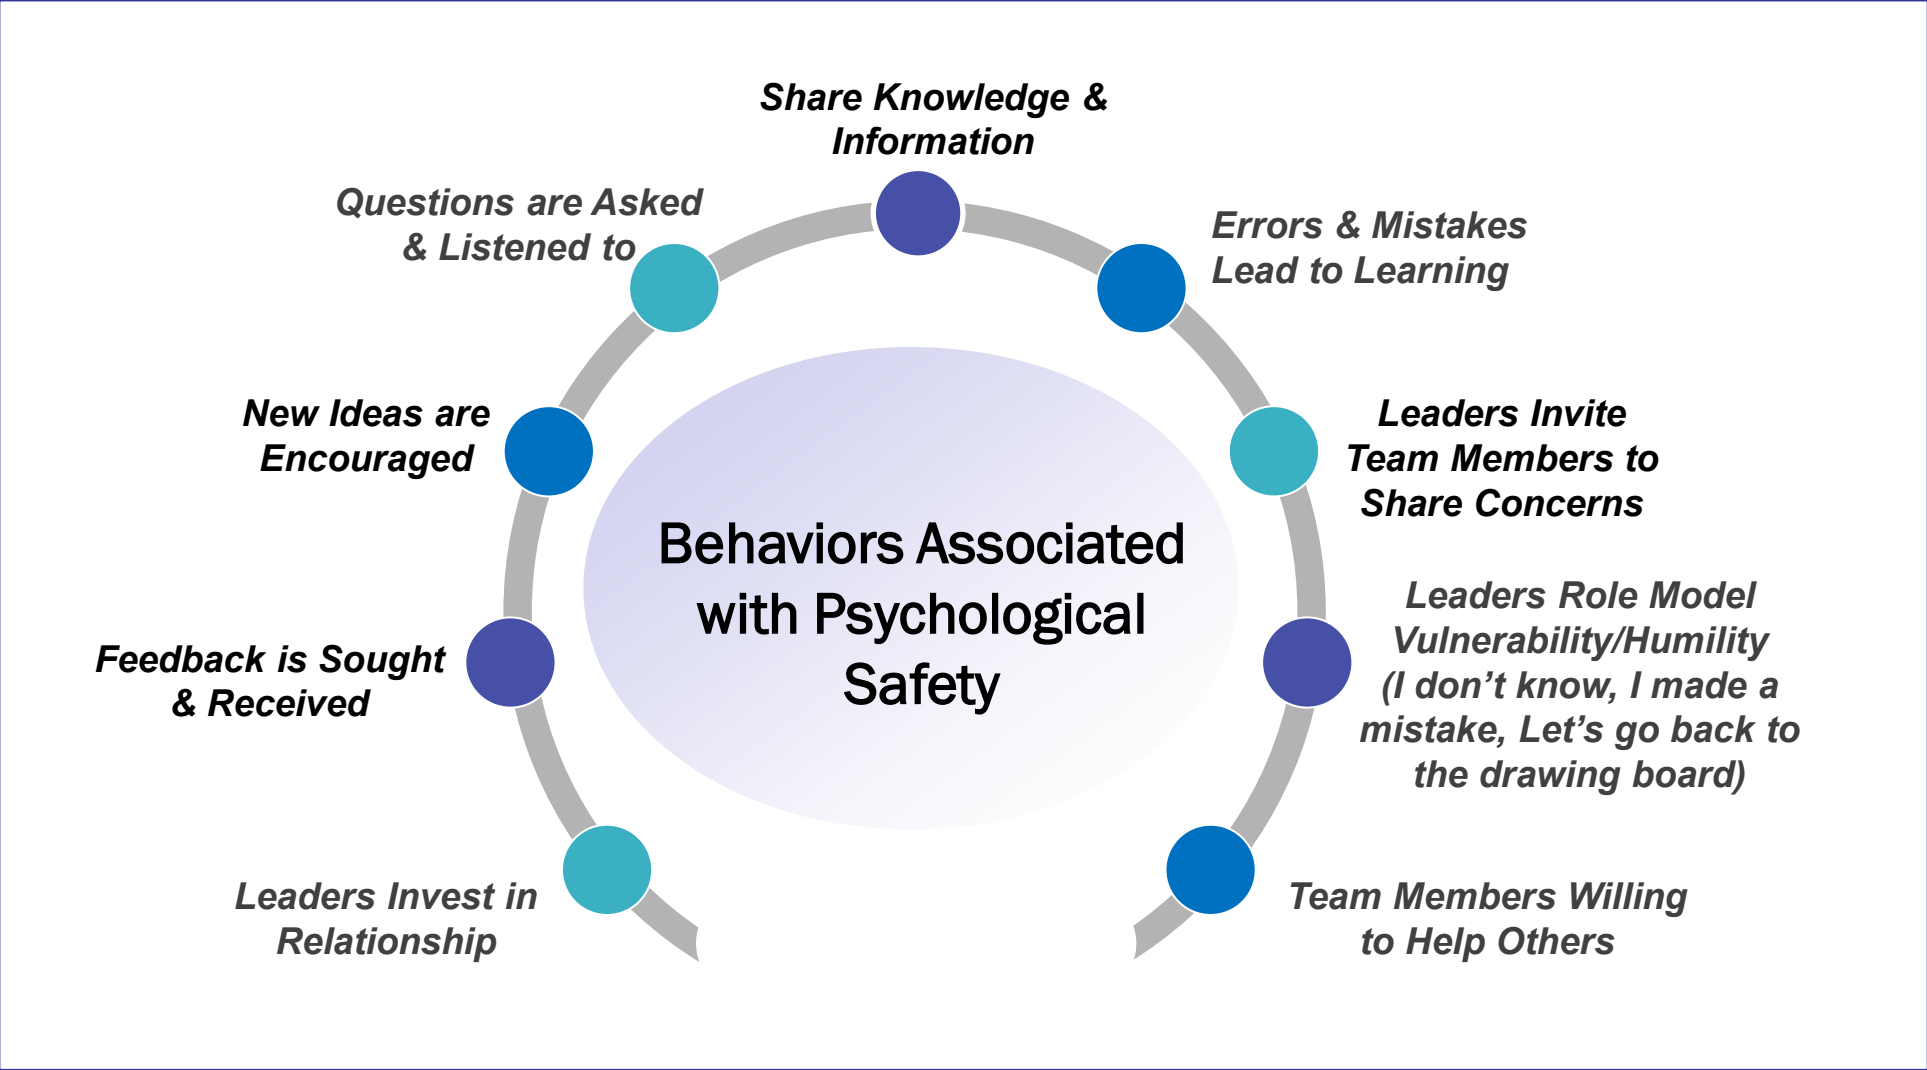 Share Knowledge &
Information
Questions are Asked
& Listened to
Errors & Mistakes
Lead to Learning
New Ideas are
Encouraged
Leaders Invite
Team Members to
Share Concerns
Behaviors Associated
with Psychological
Safety
Feedback is Sought
& Received
Leaders Role Model
Vulnerability/Humility
(I don’t know, I made a
mistake, Let’s go back to
the drawing board)
Leaders Invest in
Relationship
Team Members Willing
to Help Others